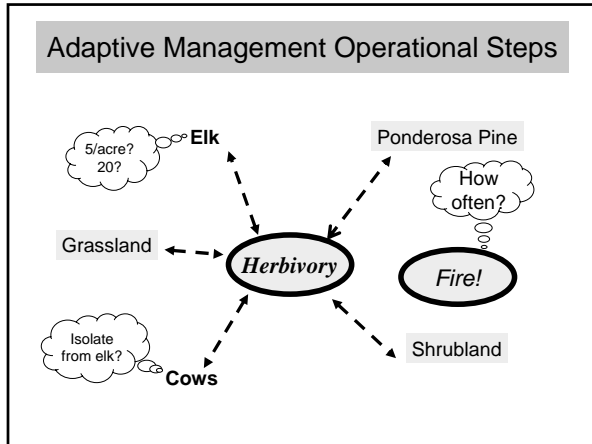 Adaptive Management Operational Steps
5/acre?
20?
Elk
Ponderosa Pine
How
often?
Grassland
Herbivory
Fire!
Isolate
from elk?
Cows
Shrubland